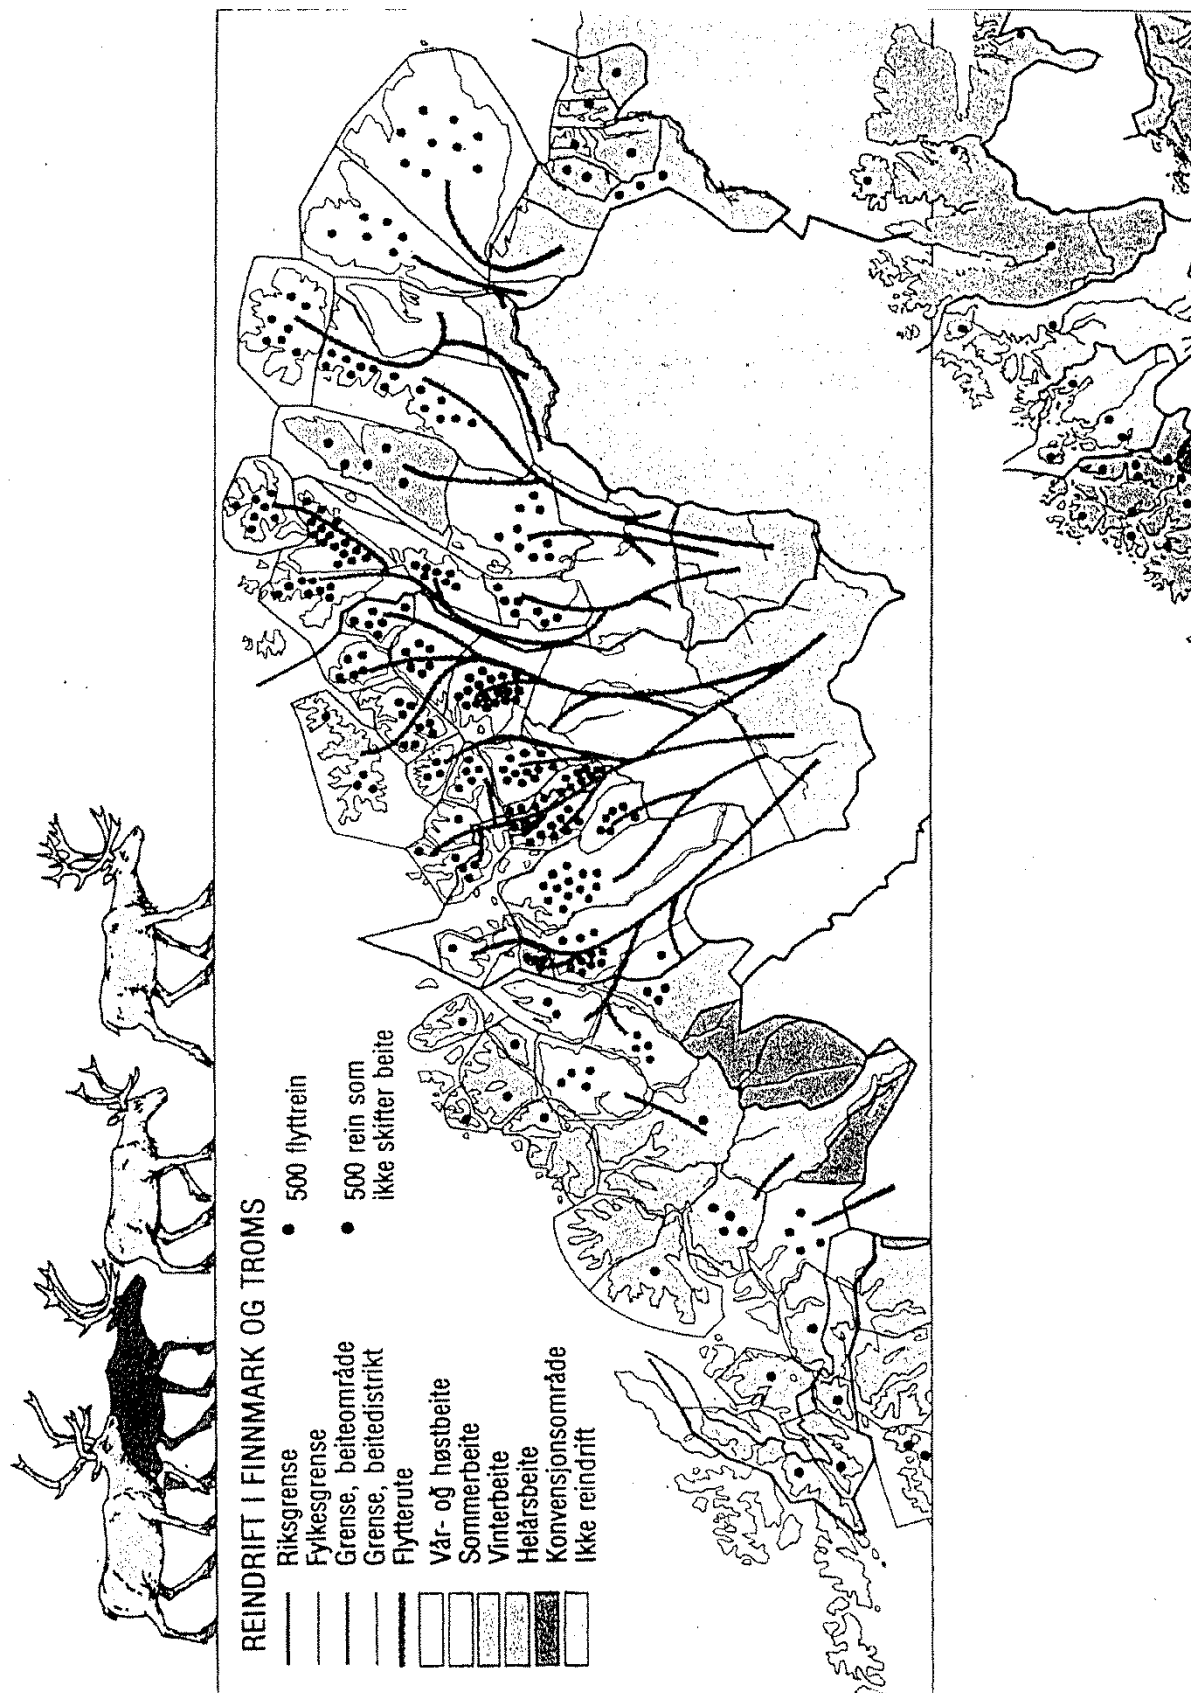 REINDRIFT I FINNMARK OG TROMS
Riksgrense
Fylkesgrense
Grense, beiteområde
Grense, beitedistrikt
Flytterute
Vår- og høstbeite
Sommerbeite
Vinterbeite
Helårsbeite
Konvensjonsområde
Ikke reindrift
500 flyttrein
500 rein som
ikke skifter beite